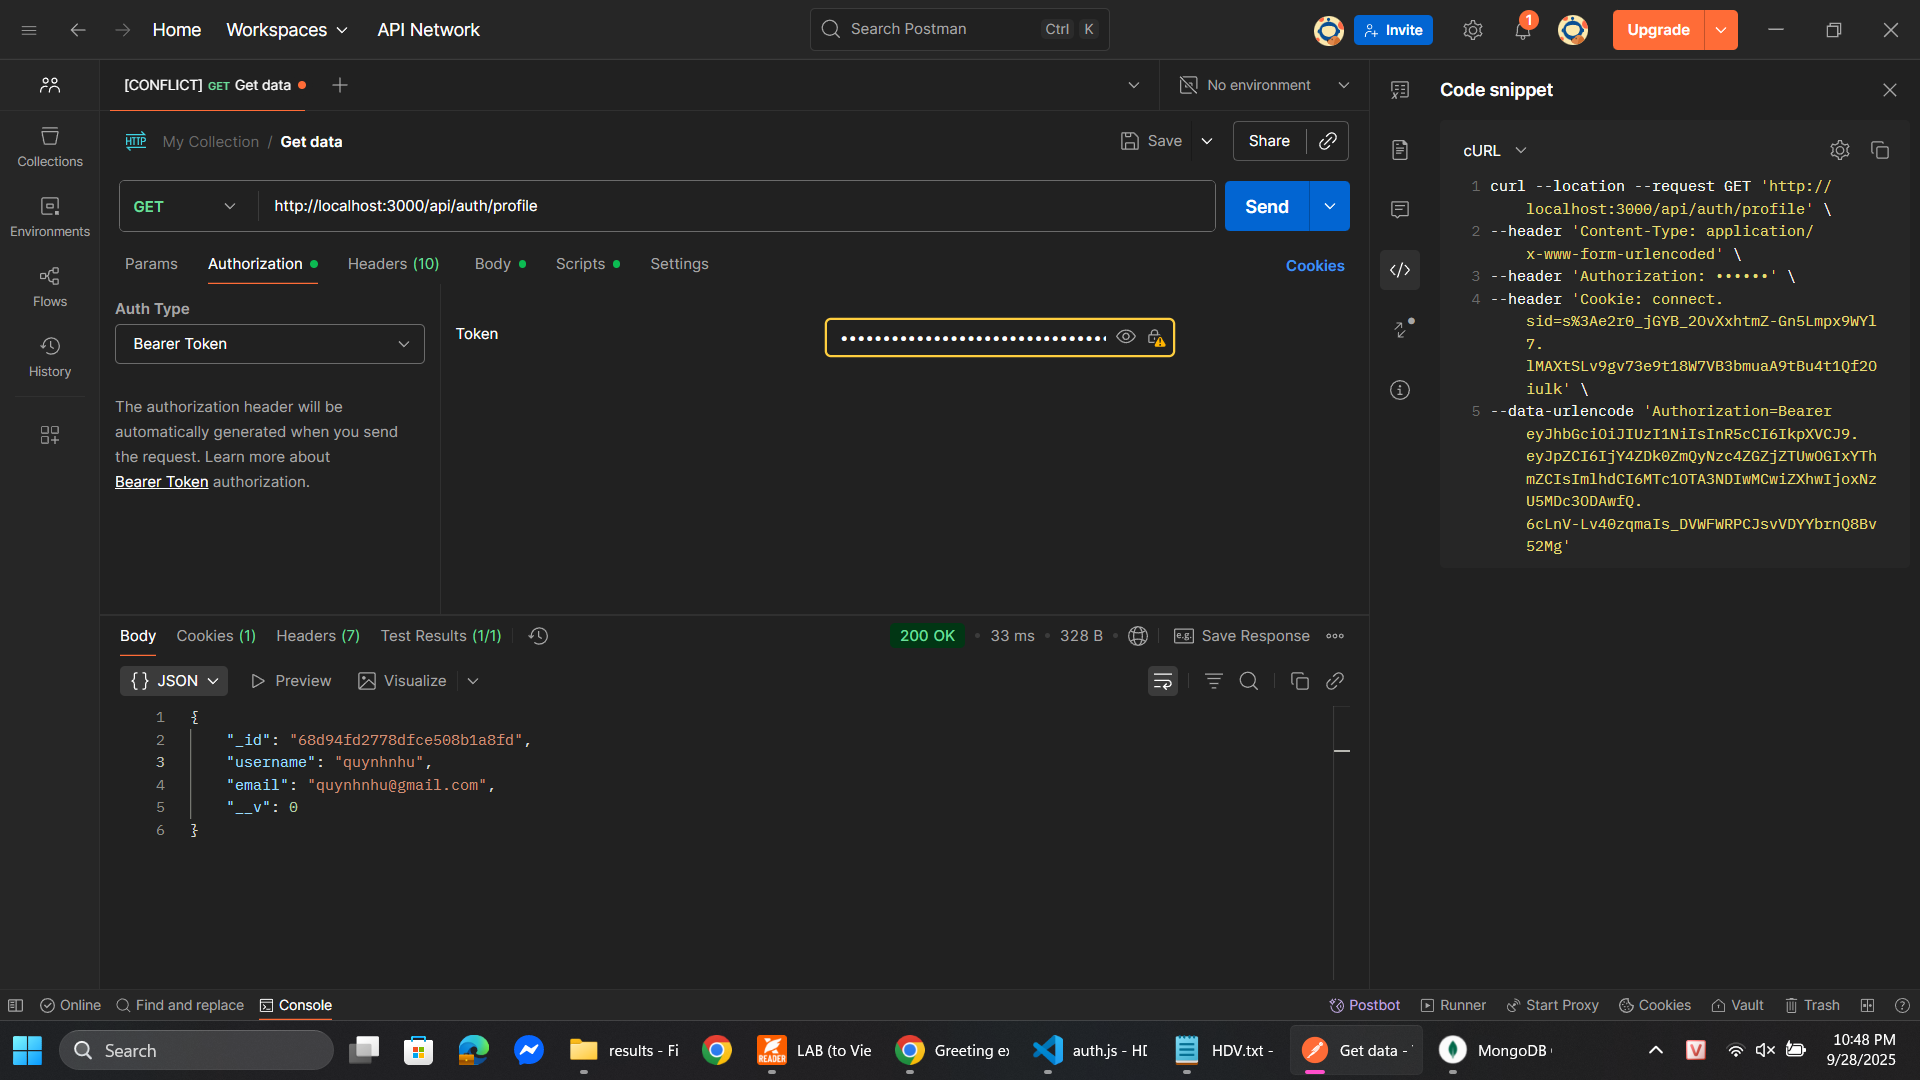 Home
Workspaces
API Network
Search Postman
Ctrl
K
Invite
1
Upgrade
[CONFLICT] GET Get data
No environment
Code snippet
Collections
Environments
Flows
History
HTTP
My Collection / Get data
Save
Share
GET
http://localhost:3000/api/auth/profile
Send
Params
Authorization
Headers (10)
Body
Scripts
Settings
Cookies
Auth Type
Bearer Token
The authorization header will be
automatically generated when you send
the request. Learn more about
Bearer Token authorization.
Token
cURL
1 curl --location --request GET 'http://
localhost:3000/api/auth/profile' \
2 --header 'Content-Type: application/
x-www-form-urlencoded' \
3 --header 'Authorization: ••••••' \
4 --header 'Cookie: connect.
sid=s%3Ae2r0_jGYB_2OvXxhtmZ-Gn5Lmpx9WYl
7.
lMAXtSLv9gv73e9t18W7VB3bmuaA9tBu4t1Qf2O
iulk' \
5 --data-urlencode 'Authorization=Bearer
eyJhbGciOiJIUzI1NiIsInR5cCI6IkpXVCJ9.
eyJpZCI6IjY4ZDk0ZmQyNzc4ZGZjZTUwOGIxYTh
mZCIsImlhdCI6MTc1OTA3NDIwMCwiZXhwIjoxNz
U5MDc3ODAwfQ.
6cLnV-Lv40zqmaIs_DVWFWRPCJsvVDYYbrnQ8Bv
52Mg'
Body
Cookies (1)
Headers (7)
Test Results (1/1)
200 OK
33 ms
328 B
e.g.
Save Response
{} JSON
Preview
Visualize
1 {
2 "_id": "68d94fd2778dfce508b1a8fd",
3 "username": "quynhnhu",
4 "email": "quynhnhu@gmail.com",
5 "__v": 0
6 }
Online
Find and replace
Console
Postbot
Runner
Start Proxy
Cookies
Vault
Trash
Search
results - Fi
READER
LAB (to Vie
Greeting ex
auth.js - HD
HDV.txt -
Get data -
MongoDB
V
10:48 PM
9/28/2025